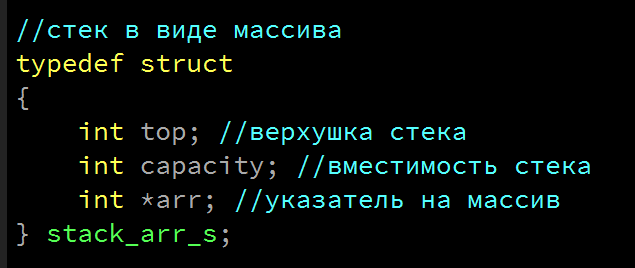 //стек в виде массива
typedef struct
{
    int top; //верхушка стека
    int capacity; //вместимость стека
    int *arr; //указатель на массив
} stack_arr_s;